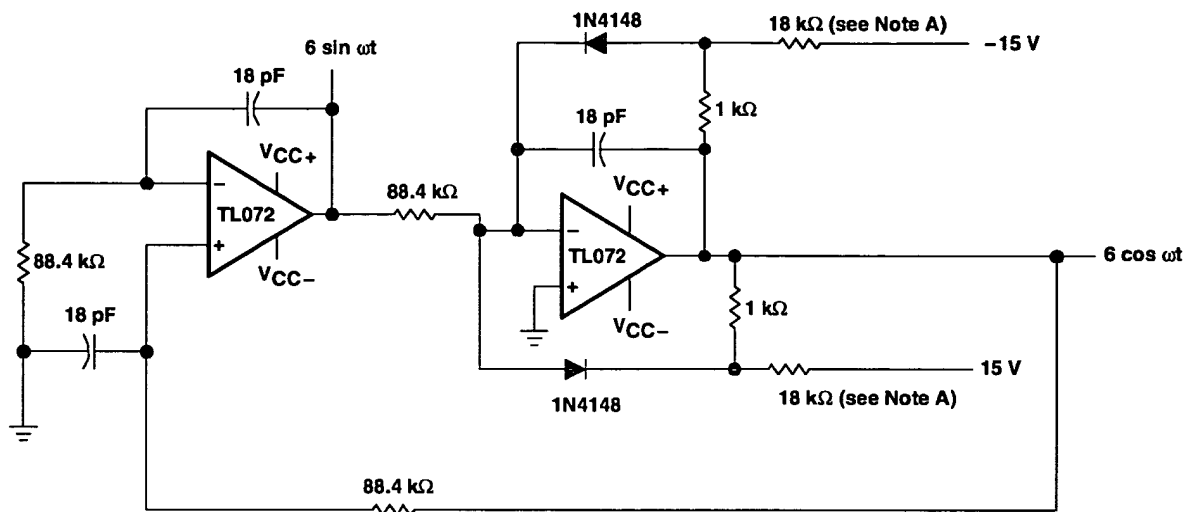 1N4148
18 kΩ (see Note A)
−15 V
6 sin ωt
18 pF
1 kΩ
18 pF
VCC+
88.4 kΩ
VCC+
−
TL072
+
−
TL072
+
88.4 kΩ
VCC−
6 cos ωt
18 pF
VCC−
1 kΩ
15 V
1N4148
18 kΩ (see Note A)
88.4 kΩ